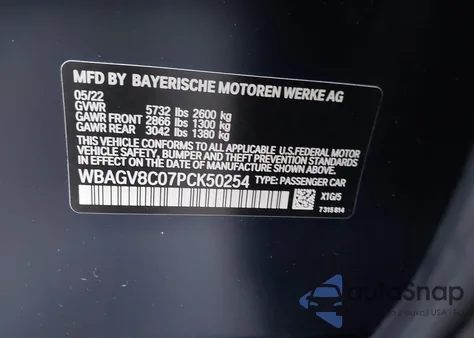 MFD BY BAYERISCHE MOTOREN WERKE AG
05/22
GVWR 5732 lbs 2600 kg
GAWR FRONT 2866 lbs 1300 kg
GAWR REAR 3042 lbs 1380 kg
THIS VEHICLE CONFORMS TO ALL APPLICABLE U.S. FEDERAL MOTOR
VEHICLE SAFETY, BUMPER, AND THEFT PREVENTION STANDARDS
IN EFFECT ON THE DATE OF MANUFACTURE SHOWN ABOVE.
WBAGV8C07PCK50254 TYPE: PASSENGER CAR
X1G/5
7315814
autoSnap
USA